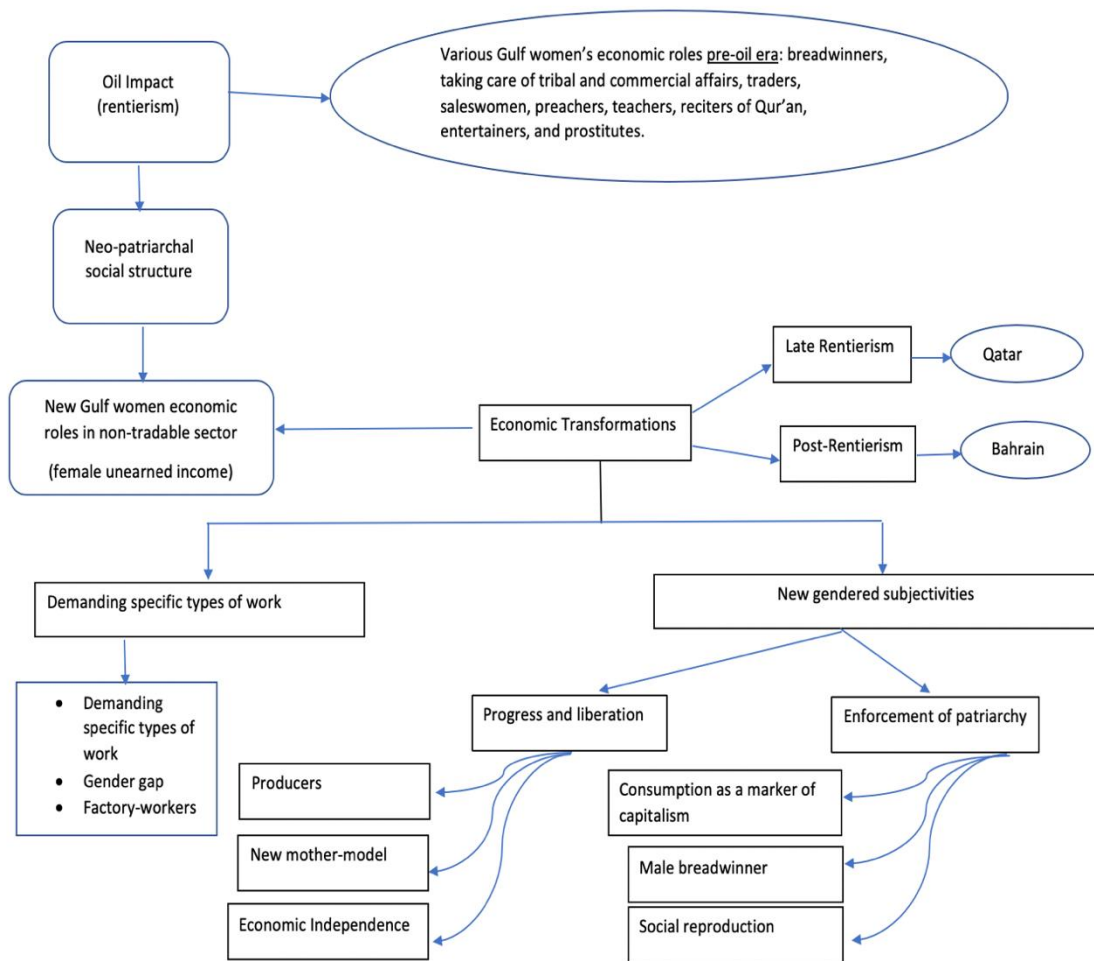 Oil Impact
(rentierism)
Various Gulf women's economic roles pre-oil era: breadwinners,
taking care of tribal and commercial affairs, traders,
saleswomen, preachers, teachers, reciters of Qur'an,
entertainers, and prostitutes.
Neo-patriarchal
social structure
Late Rentierism
Qatar
New Gulf women economic
roles in non-tradable sector
(female unearned income)
Economic Transformations
Post-Rentierism
Bahrain
Demanding specific types of work
New gendered subjectivities
• Demanding
specific types of
work
• Gender gap
• Factory-workers
Progress and liberation
Enforcement of patriarchy
Producers
Consumption as a marker of
capitalism
New mother-model
Male breadwinner
Economic Independence
Social reproduction